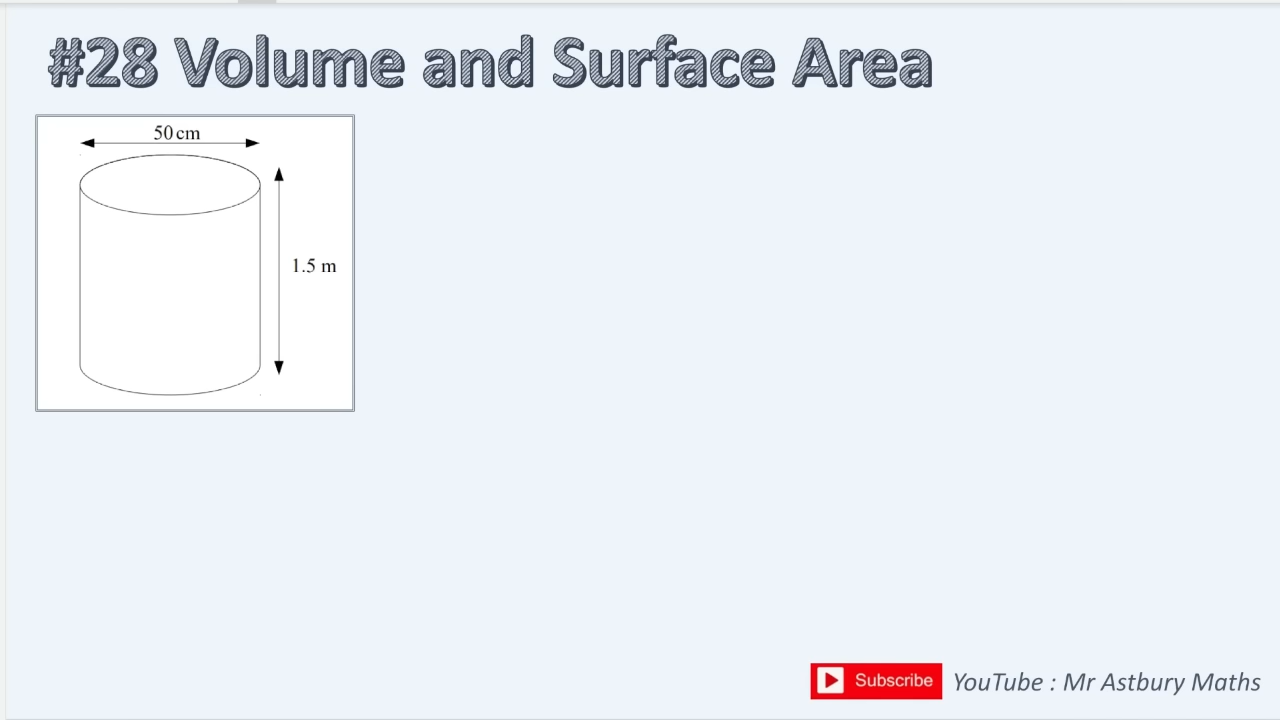 #28 Volume and Surface Area
50 cm
1.5 m
Subscribe
YouTube : Mr Astbury Maths